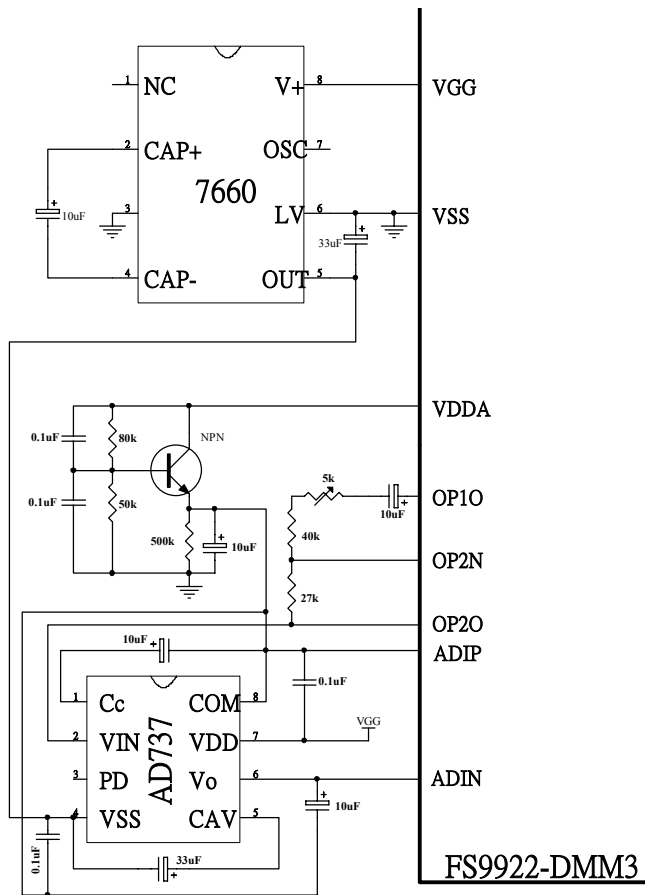 1 NC V+ 8 VGG
2 CAP+ OSC 7
7660
10uF
3 LV 6 VSS
33uF
4 CAP- OUT 5
VDDA
0.1uF 80k NPN
5k
OP1O
0.1uF 50k
10uF
500k 10uF 40k
OP2N
27k
OP2O
10uF
ADIP
1 Cc COM 8 0.1uF
VGG
2 VIN VDD 7
AD737
3 PD Vo 6 ADIN
10uF
4 VSS CAV 5
0.1uF
33uF
FS9922-DMM3